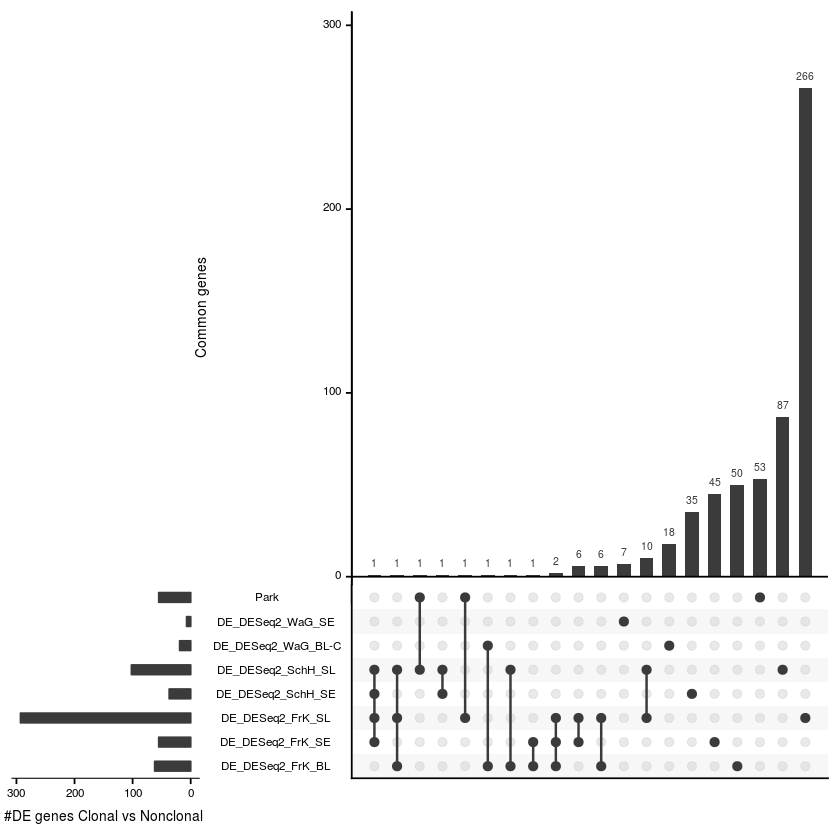 300
200
100
0
Common genes
266
87
53
50
45
35
18
10
7
6
6
2
1
1
1
1
1
1
1
1
Park
DE_DESeq2_WaG_SE
DE_DESeq2_WaG_BL-C
DE_DESeq2_SchH_SL
DE_DESeq2_SchH_SE
DE_DESeq2_FrK_SL
DE_DESeq2_FrK_SE
DE_DESeq2_FrK_BL
300 200 100 0
#DE genes Clonal vs Nonclonal